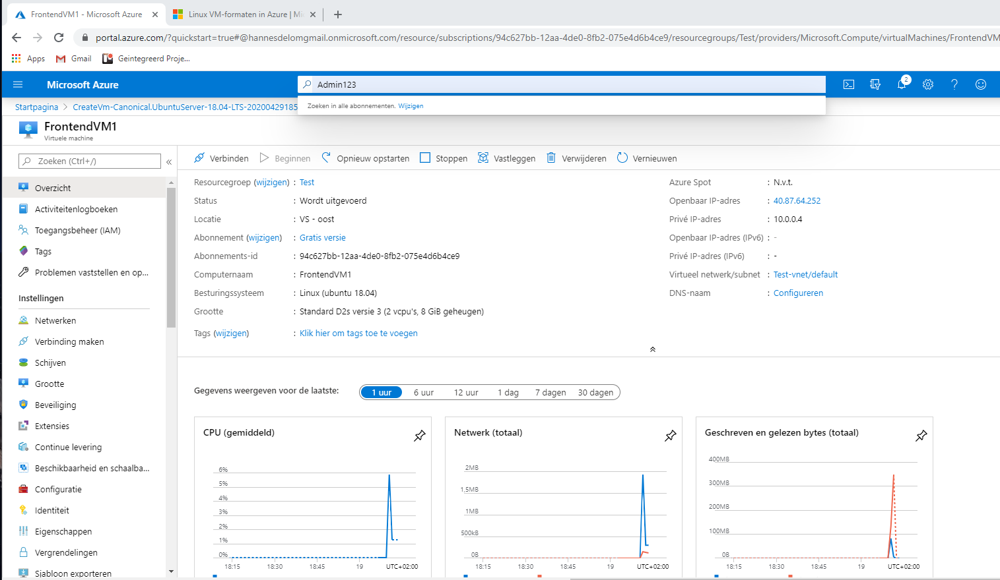 FrontendVM1 - Microsoft Azure
Linux VM-formaten in Azure | Mi
portal.azure.com/?quickstart=true#@hannesdelomgmail.onmicrosoft.com/resource/subscriptions/94c627bb-12aa-4de0-8fb2-075e4d6b4ce9/resourcegroups/Test/providers/Microsoft.Compute/virtualMachines/FrontendVM
Apps Gmail Geintegreerd Proje...
Microsoft Azure Admin123 2
Zoeken in alle abonnementen. Wijzigen
Startpagina > CreateVm-Canonical.UbuntuServer-18.04-LTS-20200429185
FrontendVM1
Virtuele machine
Zoeken (Ctrl+/) «
Overzicht
Activiteitenlogboeken
Toegangsbeheer (IAM)
Tags
Problemen vaststellen en op...
Instellingen
Netwerken
Verbinding maken
Schijven
Grootte
Beveiliging
Extensies
Continue levering
Beschikbaarheid en schaalba...
Configuratie
Identiteit
Eigenschappen
Vergrendelingen
Sjabloon exporteren
Verbinden Beginnen Opnieuw opstarten Stoppen Vastleggen Verwijderen Vernieuwen
Resourcegroep (wijzigen) : Test
Status : Wordt uitgevoerd
Locatie : VS - oost
Abonnement (wijzigen) : Gratis versie
Abonnements-id : 94c627bb-12aa-4de0-8fb2-075e4d6b4ce9
Computernaam : FrontendVM1
Besturingssysteem : Linux (ubuntu 18.04)
Grootte : Standard D2s versie 3 (2 vcpu's, 8 GiB geheugen)
Tags (wijzigen) : Klik hier om tags toe te voegen
Azure Spot : N.v.t.
Openbaar IP-adres : 40.87.64.252
Privé IP-adres : 10.0.0.4
Openbaar IP-adres (IPv6) : -
Privé IP-adres (IPv6) : -
Virtueel netwerk/subnet : Test-vnet/default
DNS-naam : Configureren
Gegevens weergeven voor de laatste: 1 uur 6 uur 12 uur 1 dag 7 dagen 30 dagen
CPU (gemiddeld)
6%
5%
4%
3%
2%
1%
0%
18:15 18:30 18:45 19 UTC+02:00
Netwerk (totaal)
2MB
1,5MB
1MB
500kB
0B
18:15 18:30 18:45 19 UTC+02:00
Geschreven en gelezen bytes (totaal)
400MB
300MB
200MB
100MB
0B
18:15 18:30 18:45 19 UTC+02:00